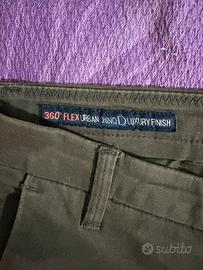 360° FLEX URBAN CHINO LUXURY FINISH
subito